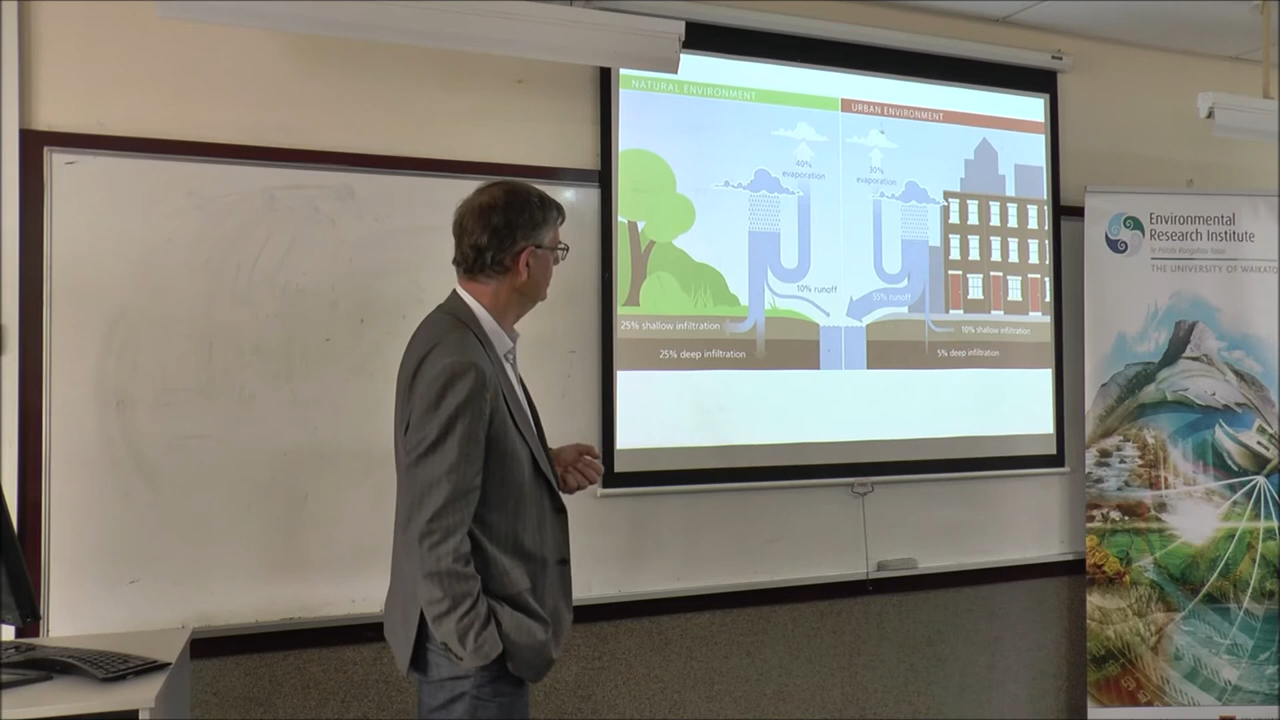 NATURAL ENVIRONMENT
URBAN ENVIRONMENT
40%
evaporation
30%
evaporation
10% runoff
55% runoff
25% shallow infiltration
10% shallow infiltration
25% deep infiltration
5% deep infiltration
Environmental
Research Institute
THE UNIVERSITY OF WAIKATO